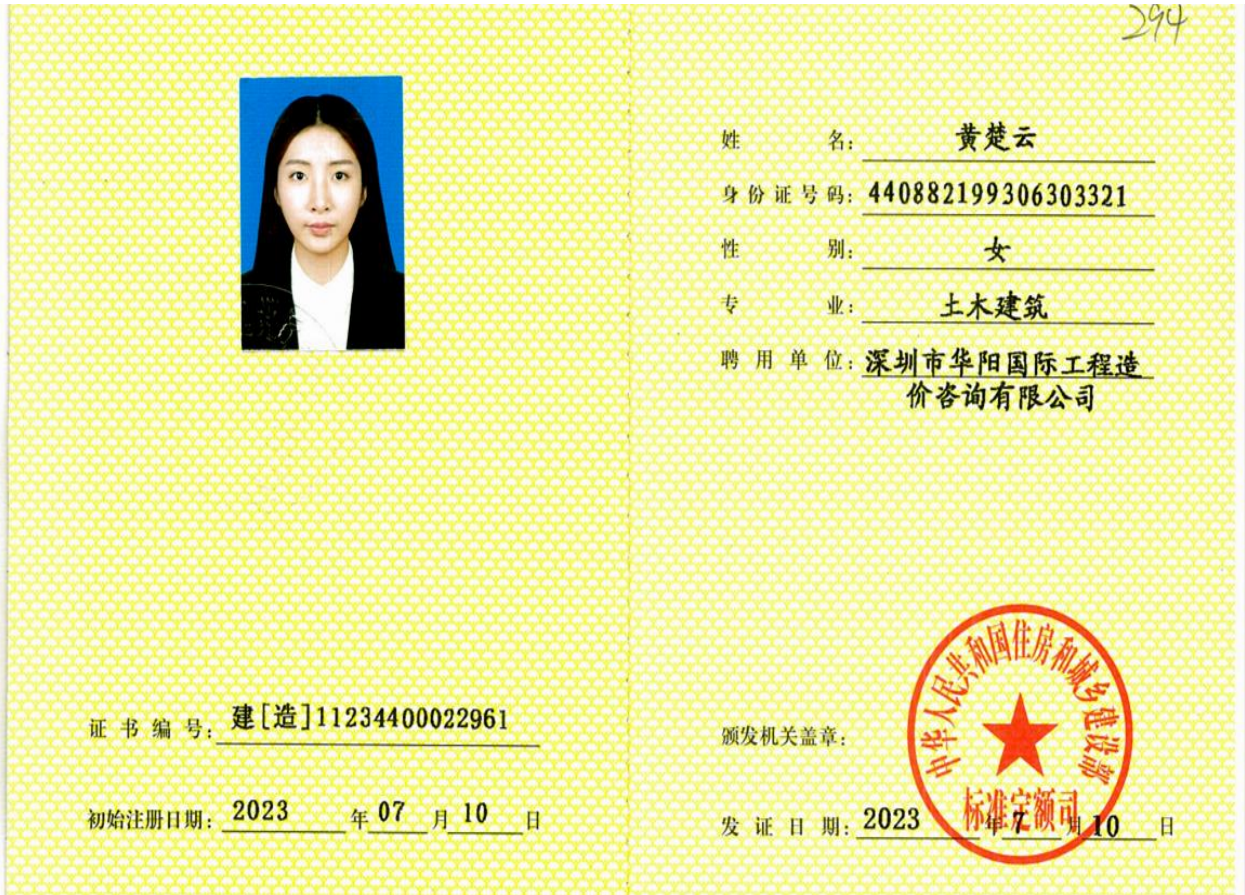 294
姓名：黄楚云
身份证号码：440882199306303321
性别：女
专业：土木建筑
聘用单位：深圳市华阳国际工程造
价咨询有限公司
证书编号：建[造]11234400022961
初始注册日期：2023年07月10日
颁发机关盖章：
中华人民共和国住房和城乡建设部
标准定额司
发证日期：2023年7月10日